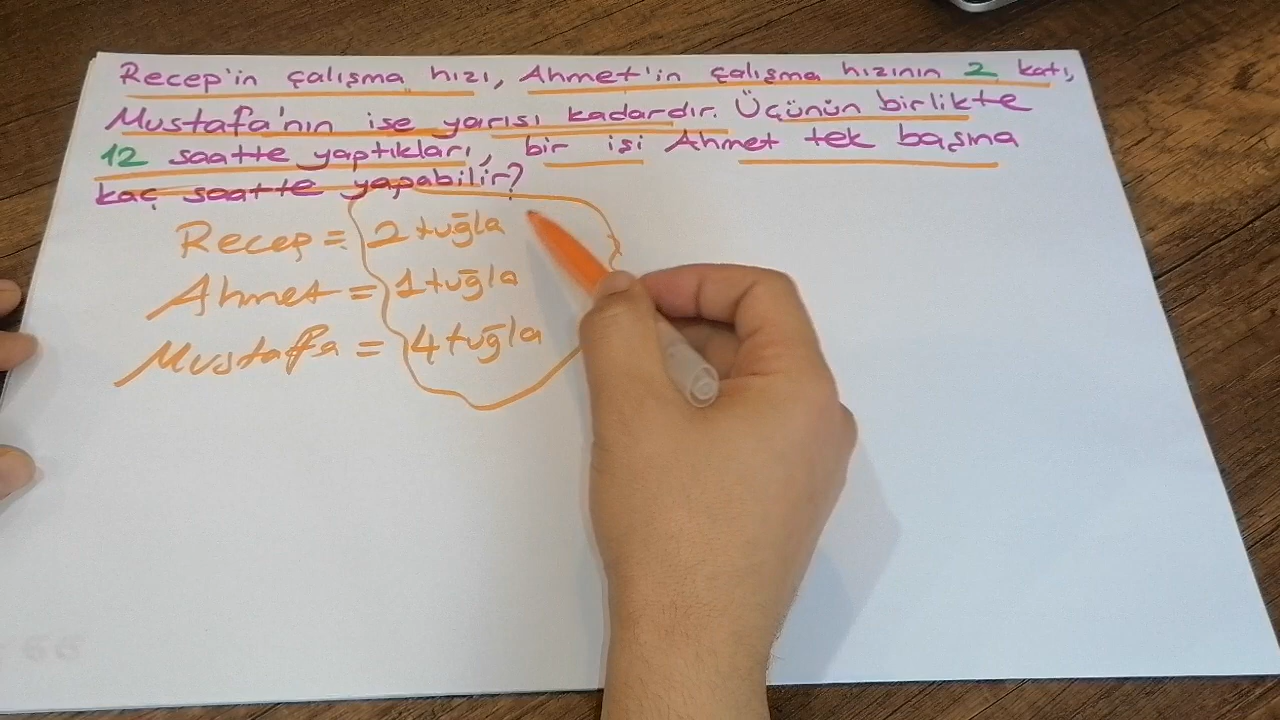 Recep'in çalışma hızı, Ahmet'in çalışma hızının 2 katı,
Mustafa'nın ise yarısı kadardır. Üçünün birlikte
12 saatte yaptıkları, bir işi Ahmet tek başına
kaç saatte yapabilir?
Recep = 2 tuğla
Ahmet = 1 tuğla
Mustafa = 4 tuğla